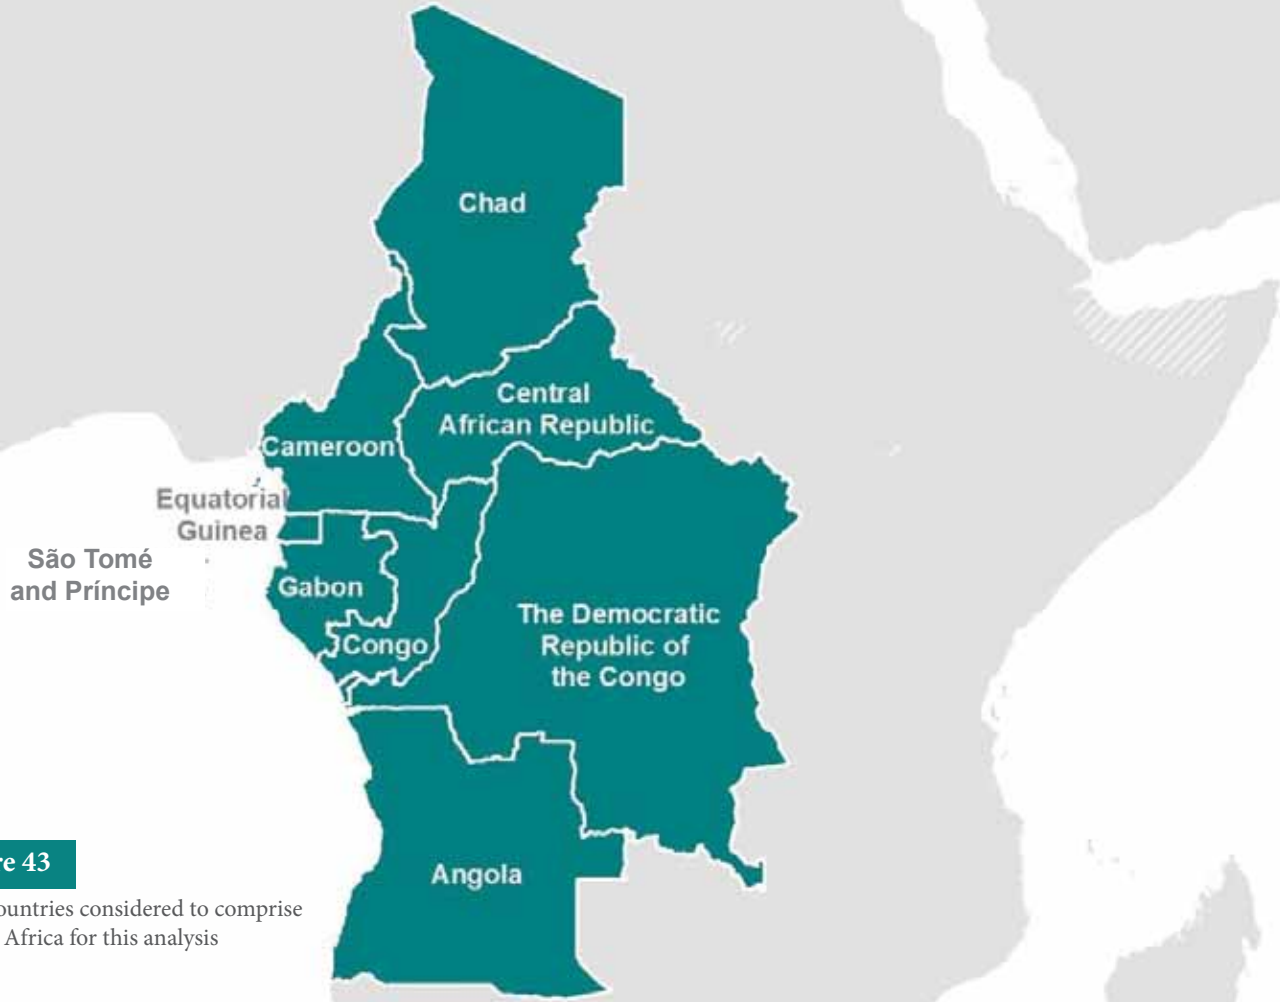 Chad
Central
African Republic
Cameroon
Equatorial
Guinea
São Tomé
and Príncipe
Gabon
Congo
The Democratic
Republic of
the Congo
Angola
re 43
ountries considered to comprise
Africa for this analysis